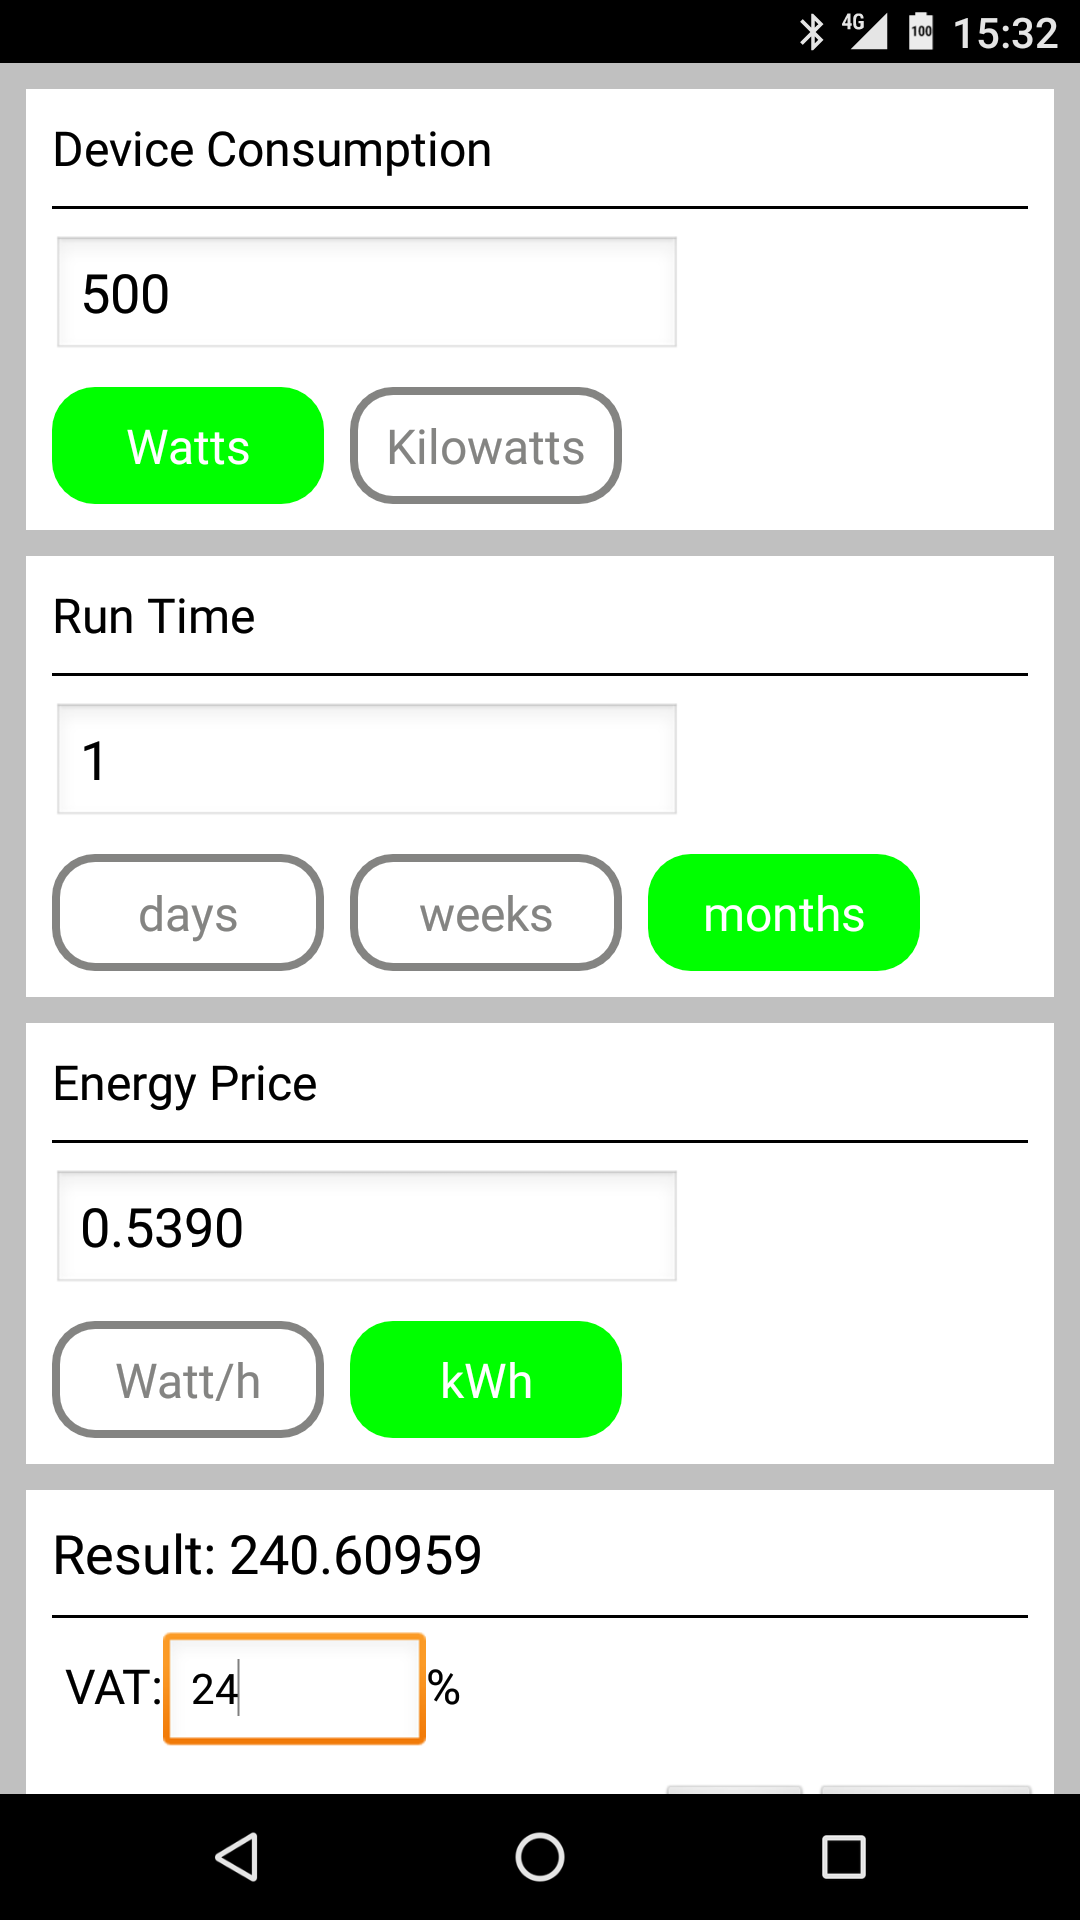 4G 100 15:32
Device Consumption
500
Watts Kilowatts
Run Time
1
days weeks months
Energy Price
0.5390
Watt/h kWh
Result: 240.60959
VAT: 24 %